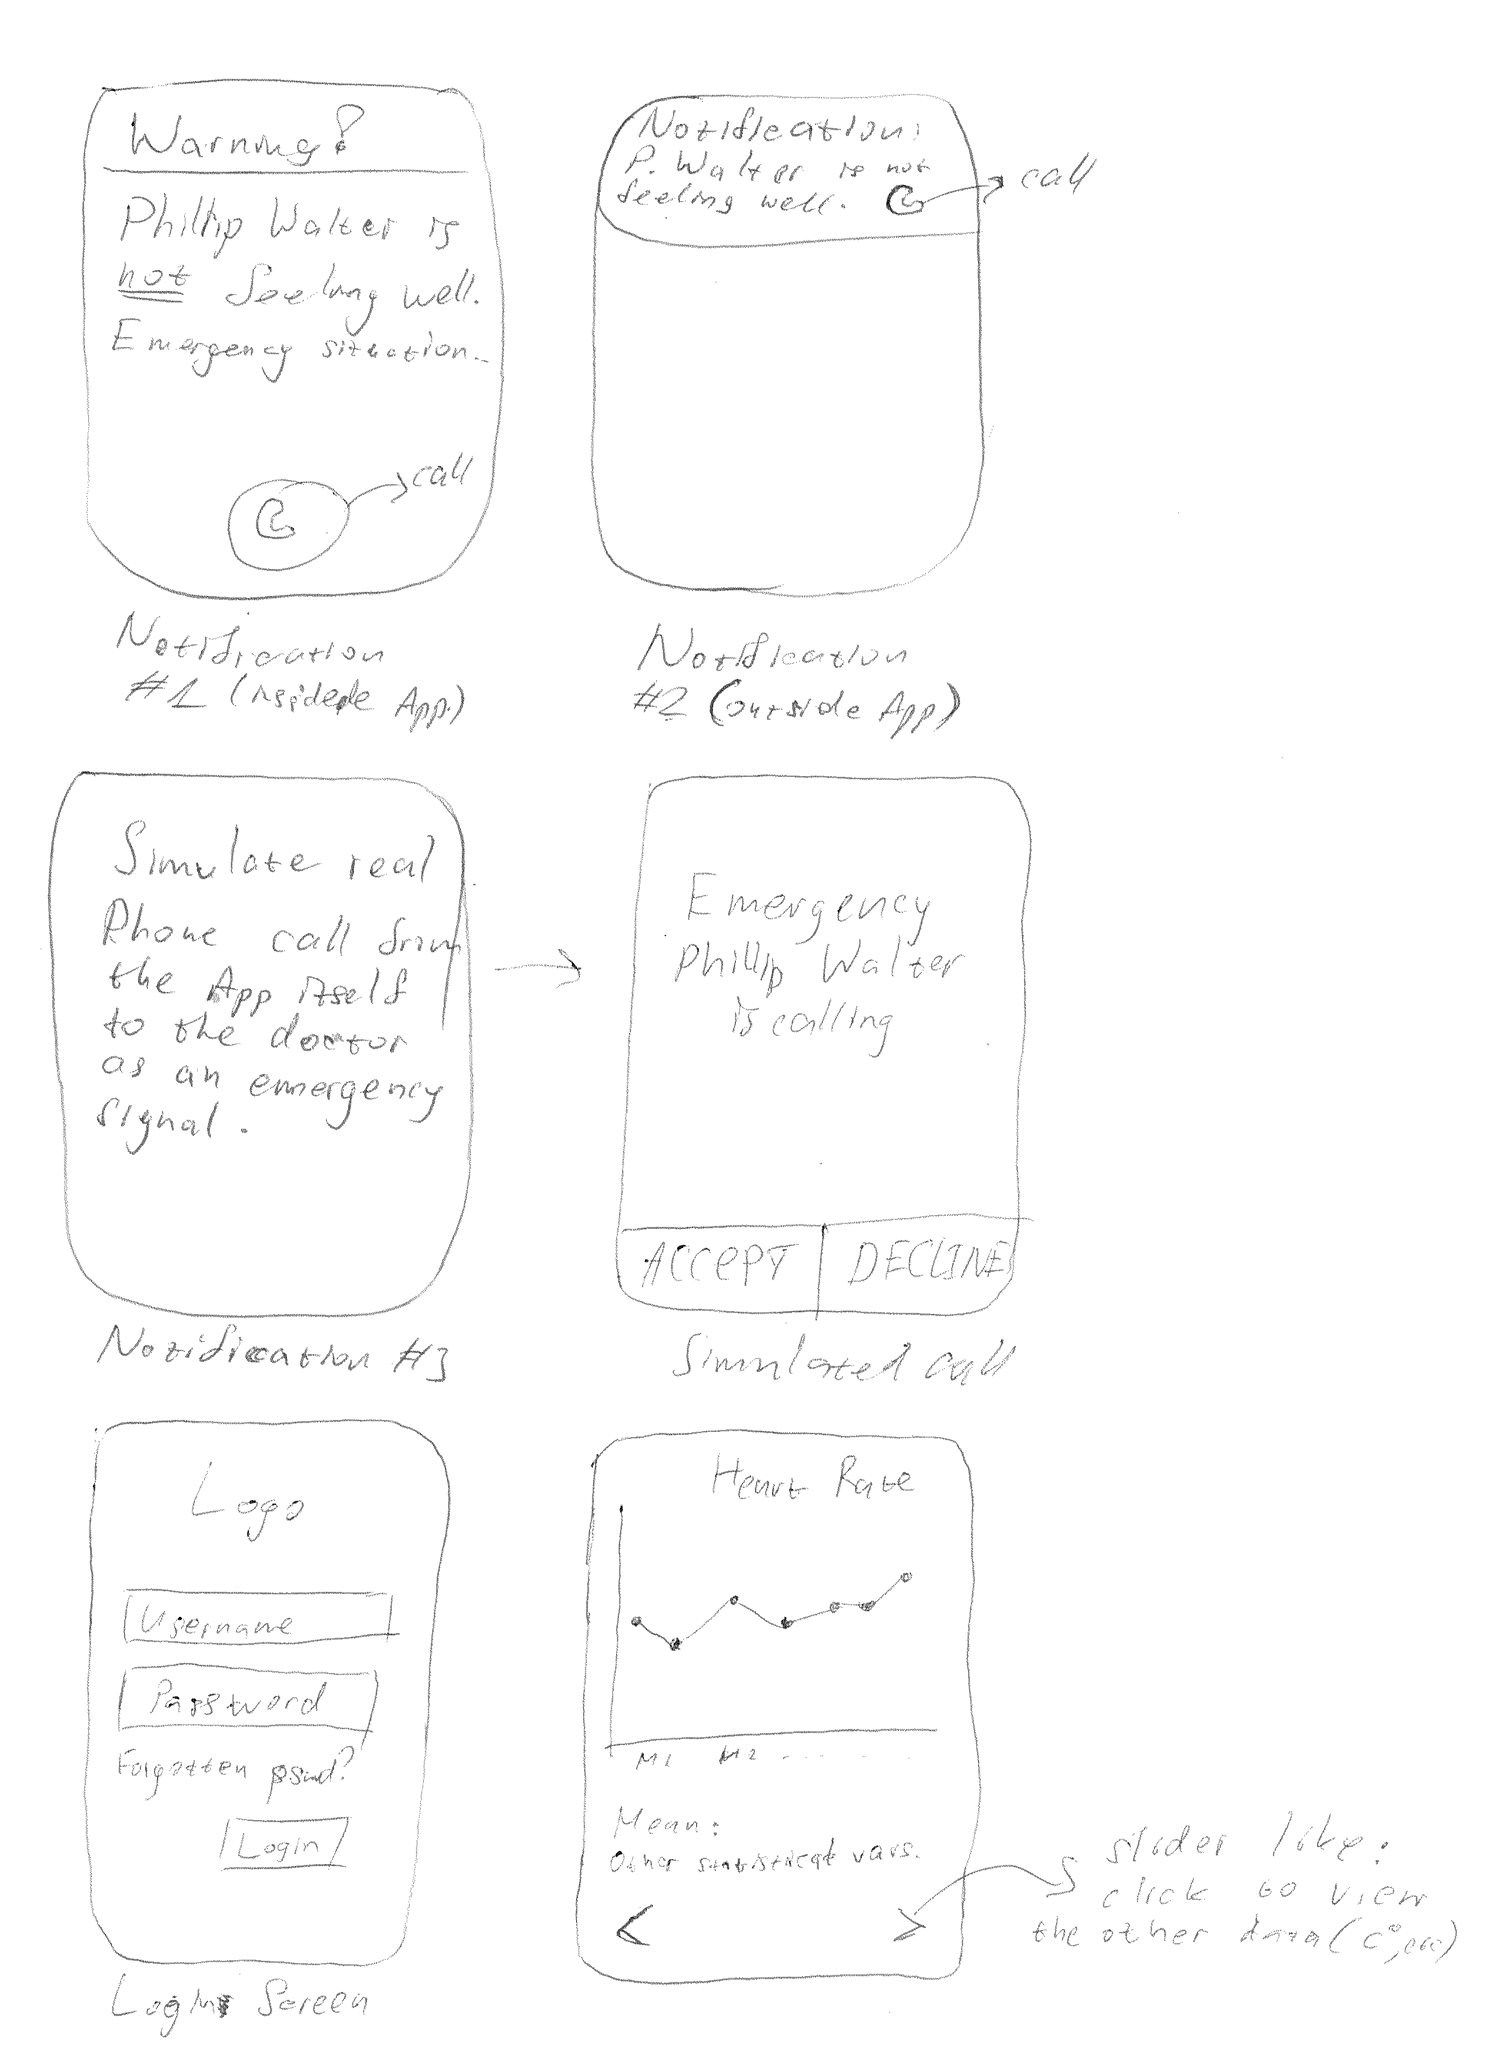 Warning!
Phillip Walter is
not feeling well.
Emergency situation.
call
Notification
#1 (inside App.)
Notification:
P. Walter is not
feeling well.
call
Notification
#2 (outside App)
Simulate real
Phone call from
the App itself
to the doctor
as an emergency
signal.
Notification #3
Emergency
Phillip Walter
is calling
ACCEPT DECLINE
Simulated call
Logo
Username
Password
Forgotten
Login
Login Screen
Heart Rate
M1 M2 . . . . . .
Mean:
Other statistical vars.
< >
slider like:
click to view
the other data (C°, etc)